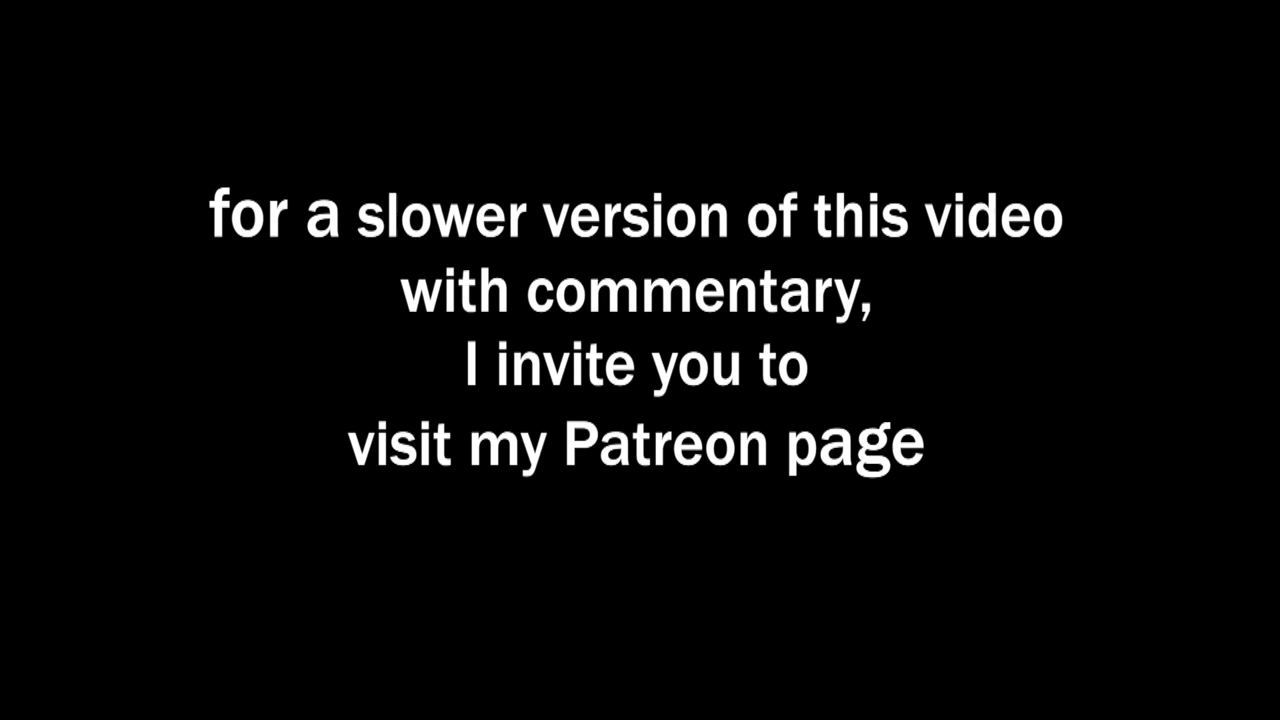 for a slower version of this video
with commentary,
I invite you to
visit my Patreon page